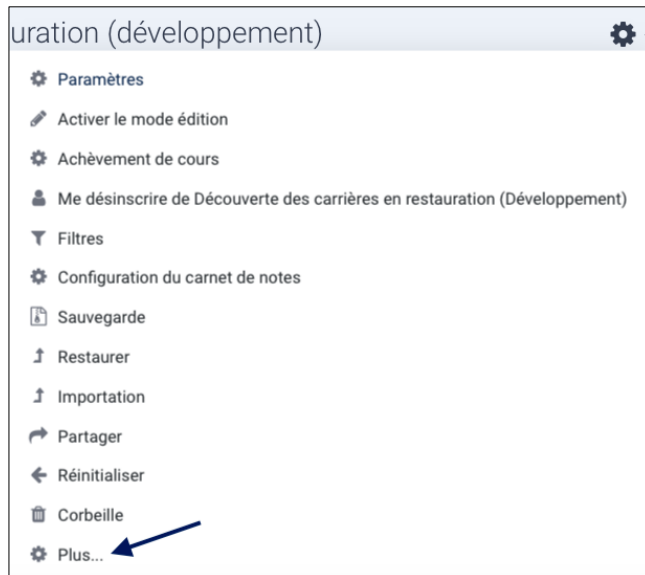 uration (développement)
Paramètres
Activer le mode édition
Achèvement de cours
Me désinscrire de Découverte des carrières en restauration (Développement)
Filtres
Configuration du carnet de notes
Sauvegarde
Restaurer
Importation
Partager
Réinitialiser
Corbeille
Plus...